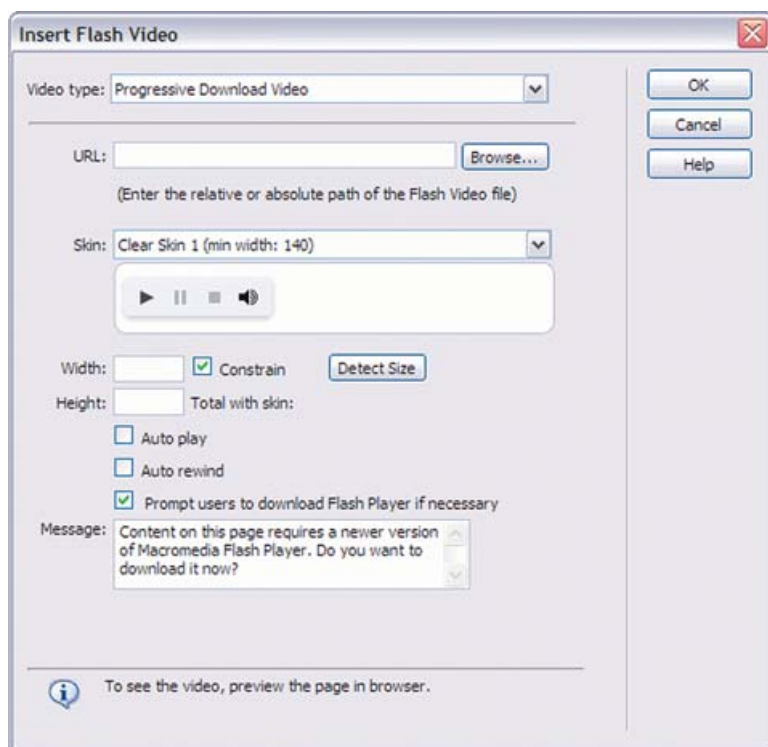 Insert Flash Video
Video type: Progressive Download Video
OK
Cancel
URL: Browse...
Help
(Enter the relative or absolute path of the Flash Video file)
Skin: Clear Skin 1 (min width: 140)
Width: Constrain Detect Size
Height: Total with skin:
Auto play
Auto rewind
Prompt users to download Flash Player if necessary
Message: Content on this page requires a newer version
of Macromedia Flash Player. Do you want to
download it now?
To see the video, preview the page in browser.